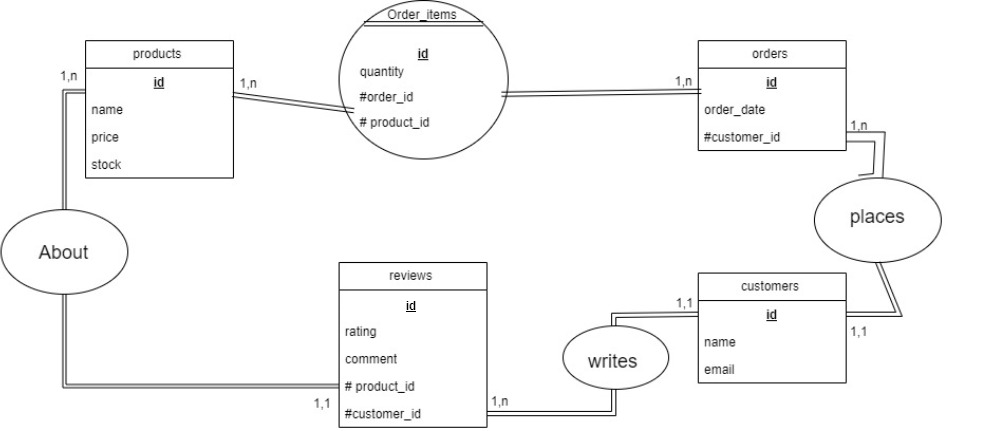 Order_items
id
quantity
#order_id
# product_id
products
id
name
price
stock
1,n
1,n
orders
id
order_date
#customer_id
1,n
1,n
places
About
reviews
id
rating
comment
# product_id
#customer_id
1,1
1,n
writes
customers
id
name
email
1,1
1,1